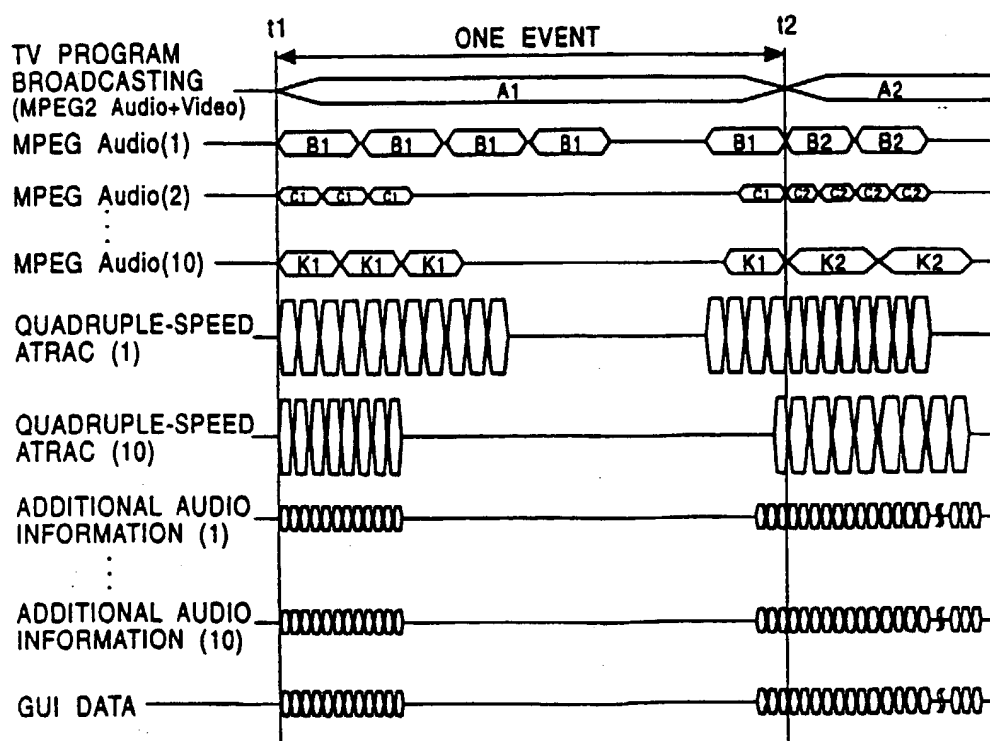 t1
t2
ONE EVENT
TV PROGRAM
BROADCASTING
(MPEG2 Audio+Video)
A1
A2
MPEG Audio(1)
B1 B1 B1 B1 B1 B2 B2
MPEG Audio(2)
C1 C1 C1 C1 C2 C2 C2 C2
MPEG Audio(10)
K1 K1 K1 K1 K2 K2
QUADRUPLE-SPEED
ATRAC (1)
QUADRUPLE-SPEED
ATRAC (10)
ADDITIONAL AUDIO
INFORMATION (1)
ADDITIONAL AUDIO
INFORMATION (10)
GUI DATA